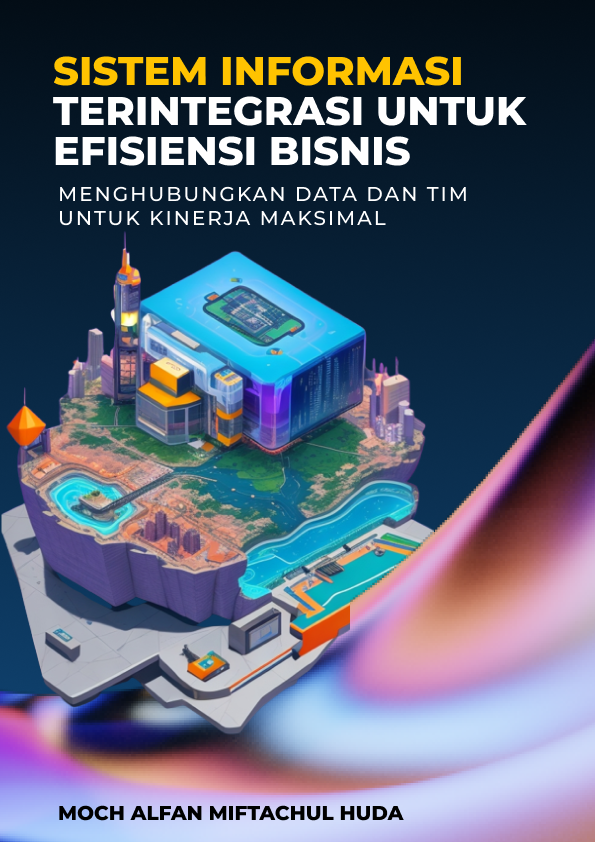 SISTEM INFORMASI
TERINTEGRASI UNTUK
EFISIENSI BISNIS
MENGHUBUNGKAN DATA DAN TIM
UNTUK KINERJA MAKSIMAL
MOCH ALFAN MIFTACHUL HUDA